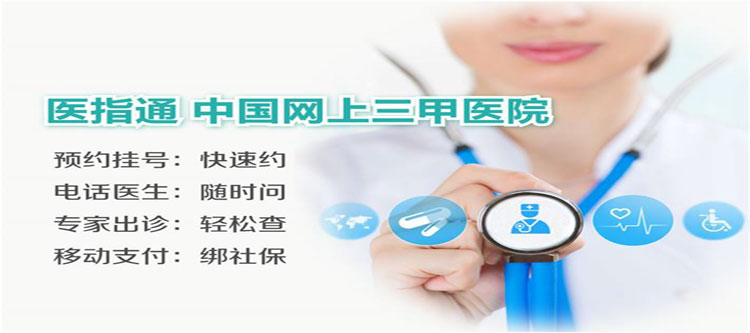 医指通 中国网上三甲医院
预约挂号：快速约
电话医生：随时问
专家出诊：轻松查
移动支付：绑社保